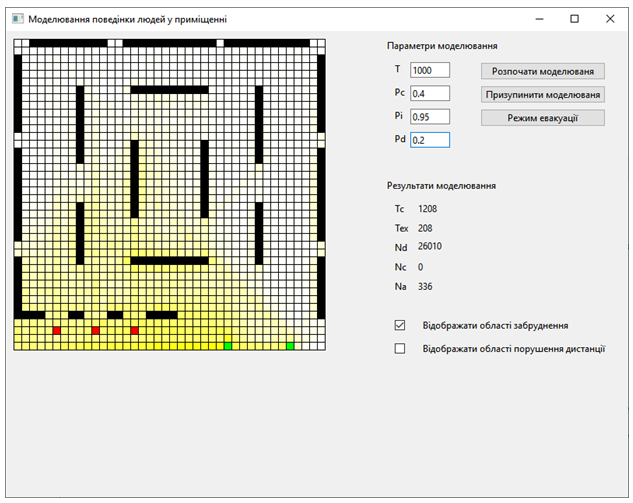 Моделювання поведінки людей у приміщенні
Параметри моделювання
T 1000 Розпочати моделюваня
Pc 0.4 Призупинити моделюваня
Pi 0.95 Режим евакуації
Pd 0.2
Результати моделювання
Tc 1208
Tex 208
Nd 26010
Nc 0
Na 336
Відображати області забруднення
Відображати області порушення дистанції